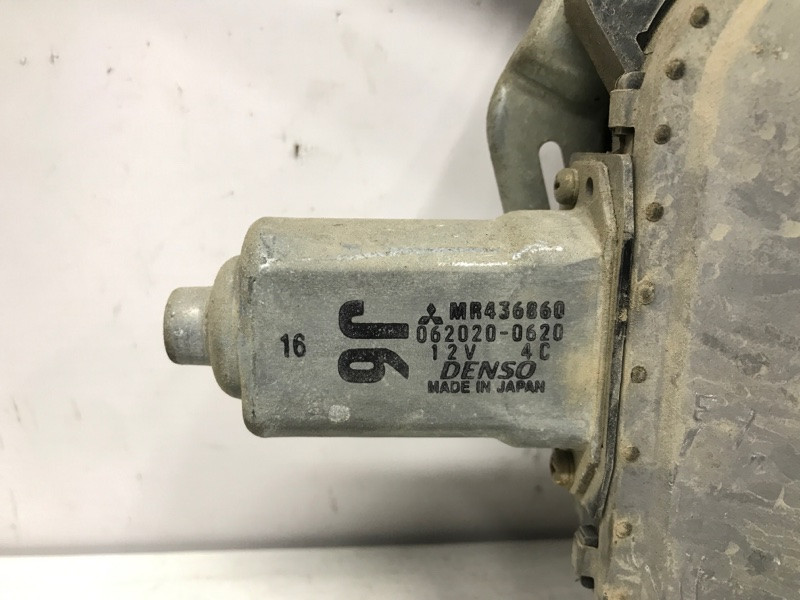 16
J6
MR436860
062020-0620
12V 4C
DENSO
MADE IN JAPAN